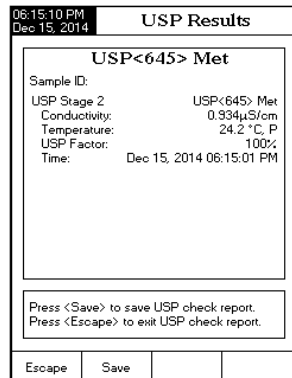 06:15:10 PM
Dec 15, 2014
USP Results
USP<645> Met
Sample ID:
USP Stage 2 USP<645> Met
Conductivity: 0.934µS/cm
Temperature: 24.2 °C, P
USP Factor: 100%
Time: Dec 15, 2014 06:15:01 PM
Press <Save> to save USP check report.
Press <Escape> to exit USP check report.
Escape Save